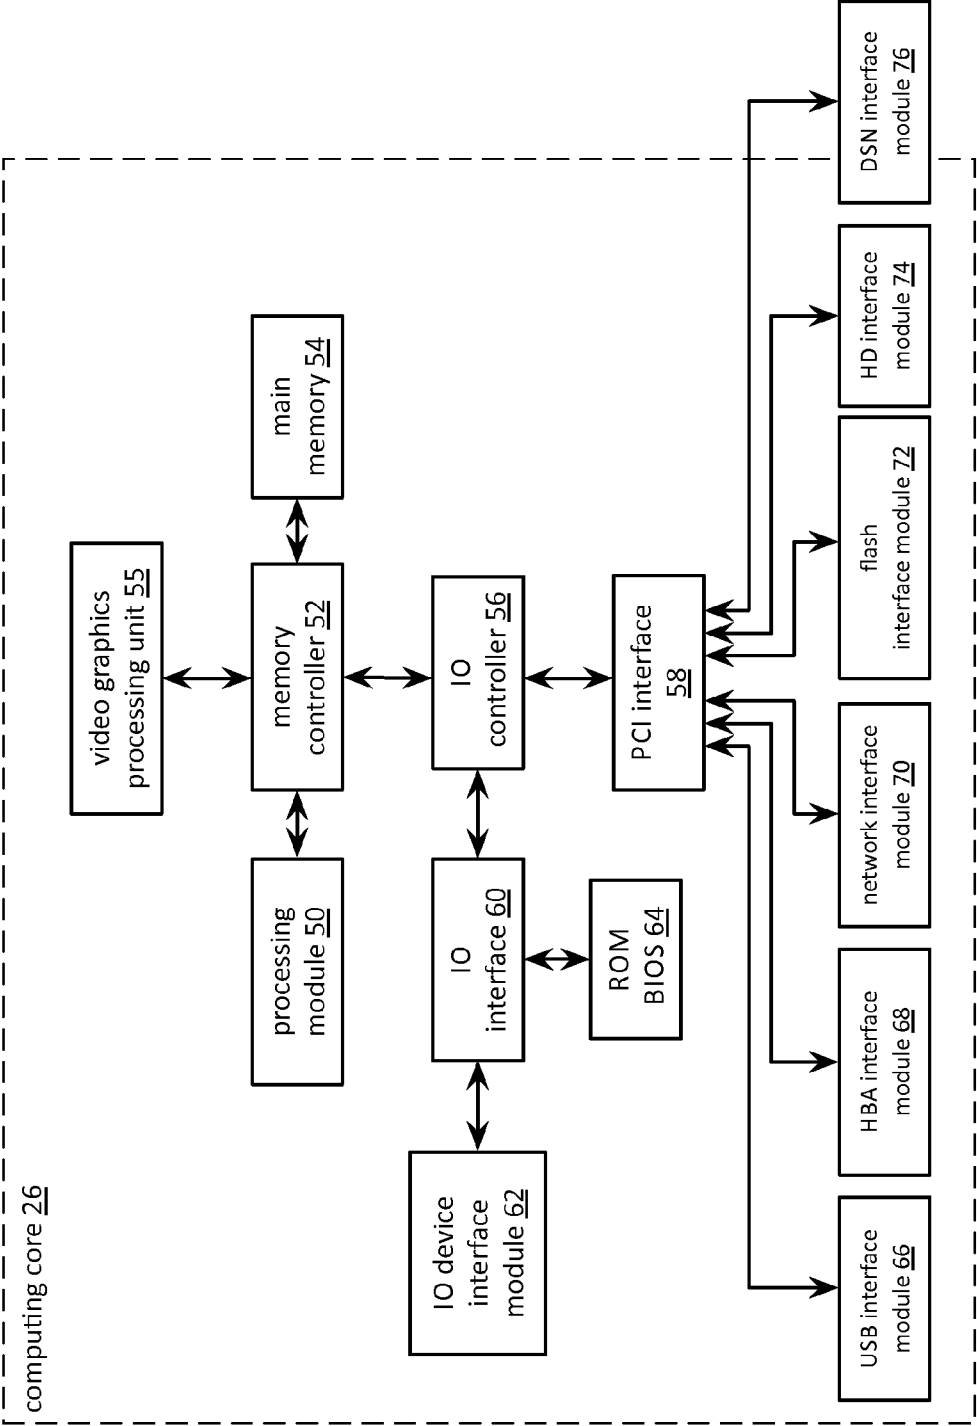 computing core 26
video graphics
processing unit 55
processing
module 50
memory
controller 52
main
memory 54
IO device
interface
module 62
IO
interface 60
IO
controller 56
ROM
BIOS 64
PCI interface
58
USB interface
module 66
HBA interface
module 68
network interface
module 70
flash
interface module 72
HD interface
module 74
DSN interface
module 76